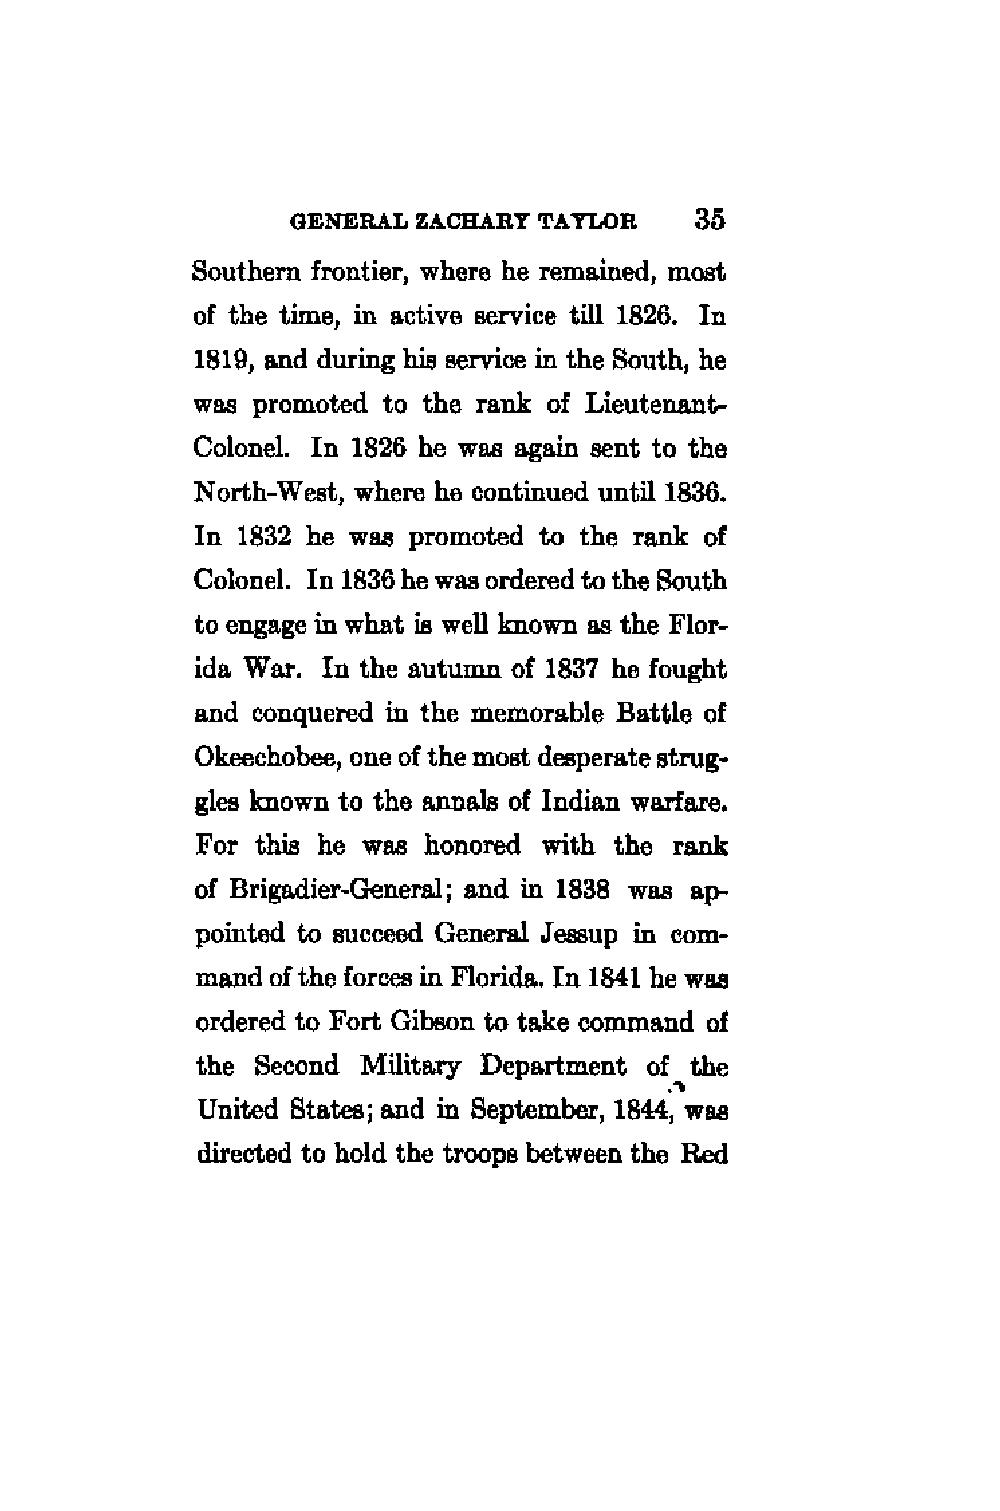 GENERAL ZACHARY TAYLOR 35
Southern frontier, where he remained, most
of the time, in active service till 1826. In
1819, and during his service in the South, he
was promoted to the rank of Lieutenant-
Colonel. In 1826 he was again sent to the
North-West, where he continued until 1836.
In 1832 he was promoted to the rank of
Colonel. In 1836 he was ordered to the South
to engage in what is well known as the Flor-
ida War. In the autumn of 1837 he fought
and conquered in the memorable Battle of
Okeechobee, one of the most desperate strug-
gles known to the annals of Indian warfare.
For this he was honored with the rank
of Brigadier-General; and in 1838 was ap-
pointed to succeed General Jessup in com-
mand of the forces in Florida. In 1841 he was
ordered to Fort Gibson to take command of
the Second Military Department of the
United States; and in September, 1844, was
directed to hold the troops between the Red